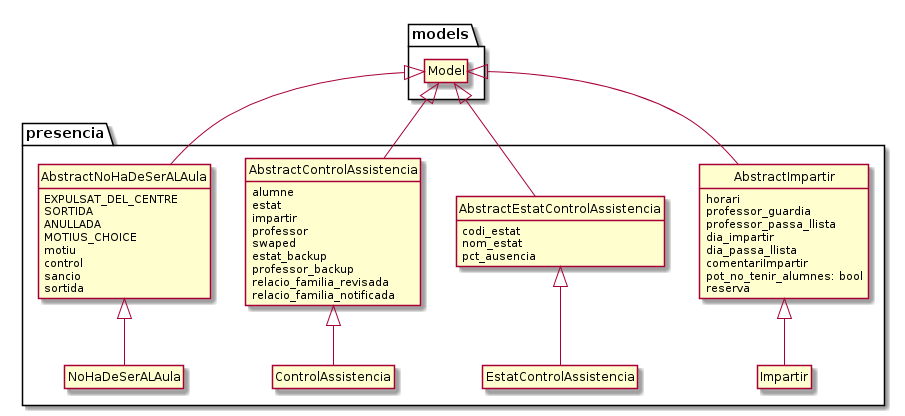 models
Model
presencia
AbstractNoHaDeSerALAula
EXPULSAT_DEL_CENTRE
SORTIDA
ANULLADA
MOTIUS_CHOICE
motiu
control
sancio
sortida
AbstractControlAssistencia
alumne
estat
impartir
professor
swaped
estat_backup
professor_backup
relacio_familia_revisada
relacio_familia_notificada
AbstractEstatControlAssistencia
codi_estat
nom_estat
pct_ausencia
AbstractImpartir
horari
professor_guardia
professor_passa_llista
dia_impartir
dia_passa_llista
comentariImpartir
pot_no_tenir_alumnes: bool
reserva
NoHaDeSerALAula
ControlAssistencia
EstatControlAssistencia
Impartir